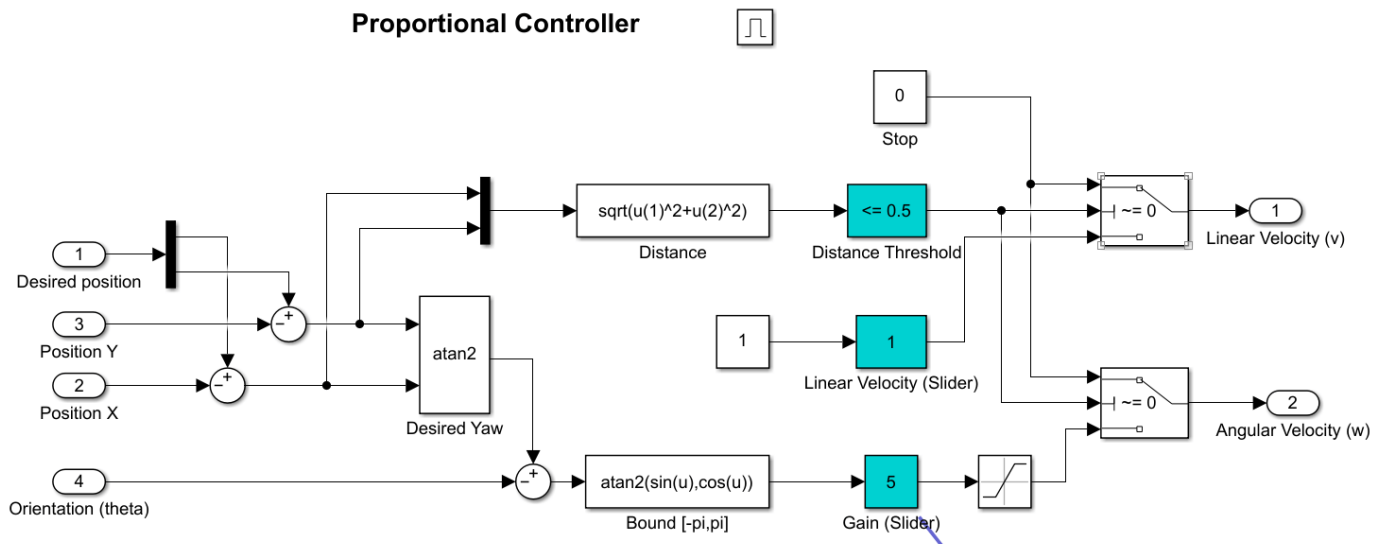 Proportional Controller
0
Stop
sqrt(u(1)^2+u(2)^2)
Distance
<= 0.5
Distance Threshold
~= 0
1
Linear Velocity (v)
1
Desired position
3
Position Y
2
Position X
atan2
Desired Yaw
1
1
Linear Velocity (Slider)
~= 0
2
Angular Velocity (w)
4
Orientation (theta)
atan2(sin(u),cos(u))
Bound [-pi,pi]
5
Gain (Slider)